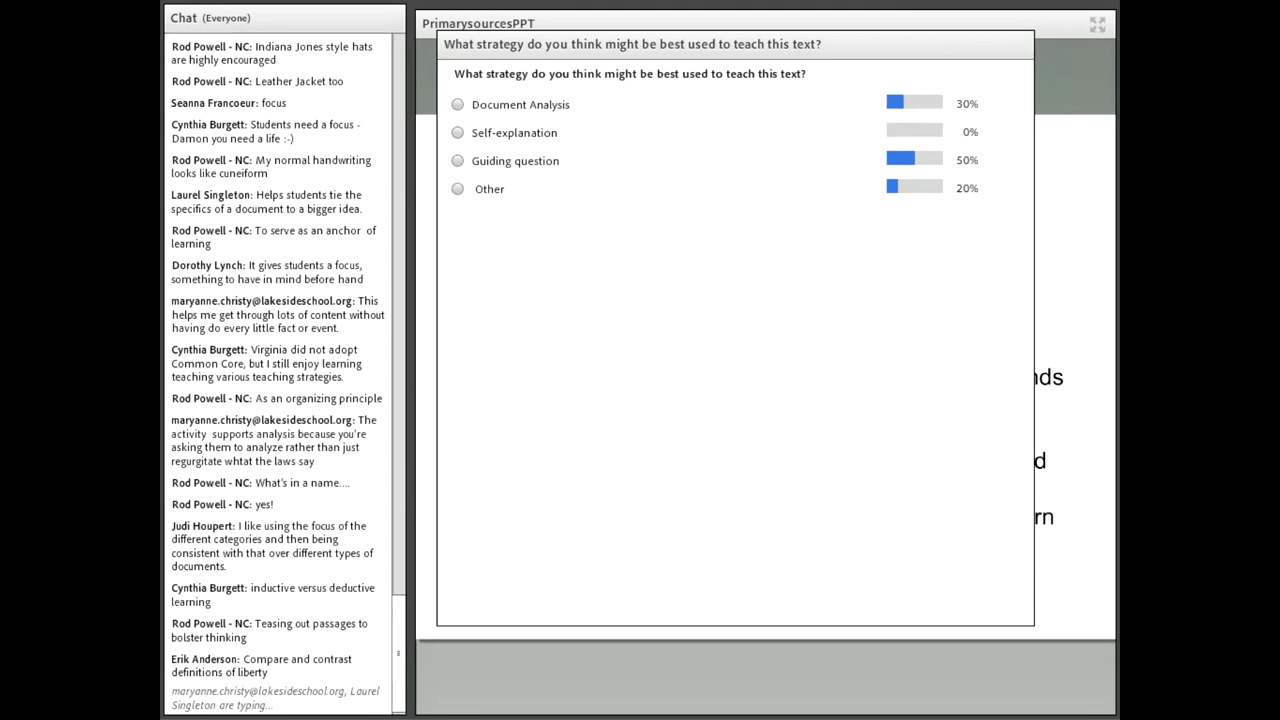 Chat (Everyone)
Rod Powell - NC: Indiana Jones style hats
are highly encouraged
Rod Powell - NC: Leather Jacket too
Seanna Francoeur: focus
Cynthia Burgett: Students need a focus -
Damon you need a life :-)
Rod Powell - NC: My normal handwriting
looks like cuneiform
Laurel Singleton: Helps students tie the
specifics of a document to a bigger idea.
Rod Powell - NC: To serve as an anchor of
learning
Dorothy Lynch: It gives students a focus,
something to have in mind before hand
maryanne.christy@lakesideschool.org: This
helps me get through lots of content without
having do every little fact or event.
Cynthia Burgett: Virginia did not adopt
Common Core, but I still enjoy learning
teaching various teaching strategies.
Rod Powell - NC: As an organizing principle
maryanne.christy@lakesideschool.org: The
activity supports analysis because you're
asking them to analyze rather than just
regurgitate whtat the laws say
Rod Powell - NC: What's in a name....
Rod Powell - NC: yes!
Judi Houpert: I like using the focus of the
different categories and then being
consistent with that over different types of
documents.
Cynthia Burgett: inductive versus deductive
learning
Rod Powell - NC: Teasing out passages to
bolster thinking
Erik Anderson: Compare and contrast
definitions of liberty
maryanne.christy@lakesideschool.org, Laurel
Singleton are typing...
PrimarysourcesPPT
What strategy do you think might be best used to teach this text?
What strategy do you think might be best used to teach this text?
Document Analysis 30%
Self-explanation 0%
Guiding question 50%
Other 20%
nds
d
rn